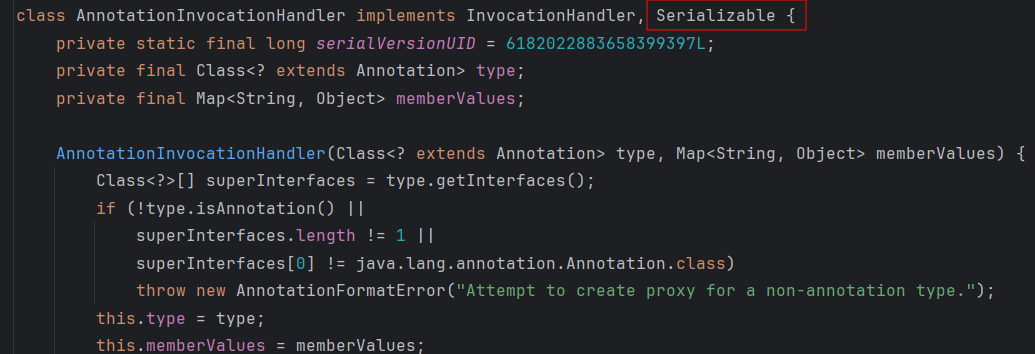 class AnnotationInvocationHandler implements InvocationHandler, Serializable {
private static final long serialVersionUID = 6182022883658399397L;
private final Class<? extends Annotation> type;
private final Map<String, Object> memberValues;
AnnotationInvocationHandler(Class<? extends Annotation> type, Map<String, Object> memberValues) {
Class<?>[] superInterfaces = type.getInterfaces();
if (!type.isAnnotation() ||
superInterfaces.length != 1 ||
superInterfaces[0] != java.lang.annotation.Annotation.class)
throw new AnnotationFormatError("Attempt to create proxy for a non-annotation type.");
this.type = type;
this.memberValues = memberValues;